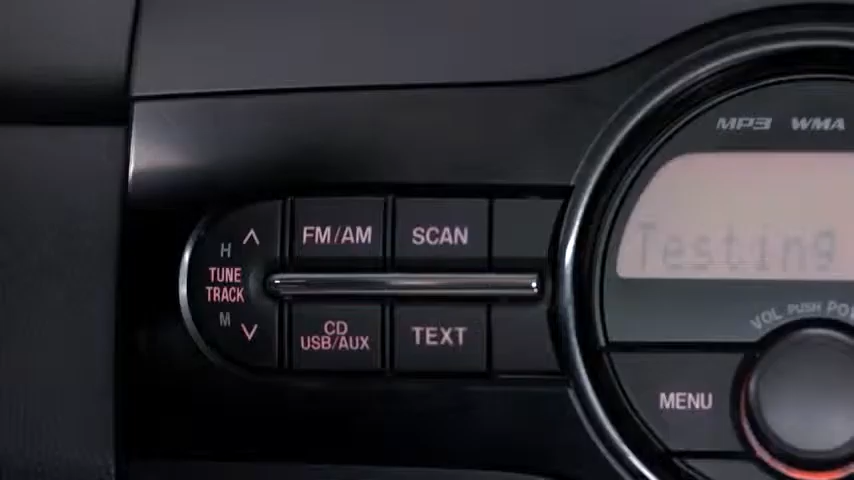 MP3 WMA
H
TUNE
TRACK
M
FM/AM
SCAN
CD
USB/AUX
TEXT
Testing
VOL PUSH
MENU